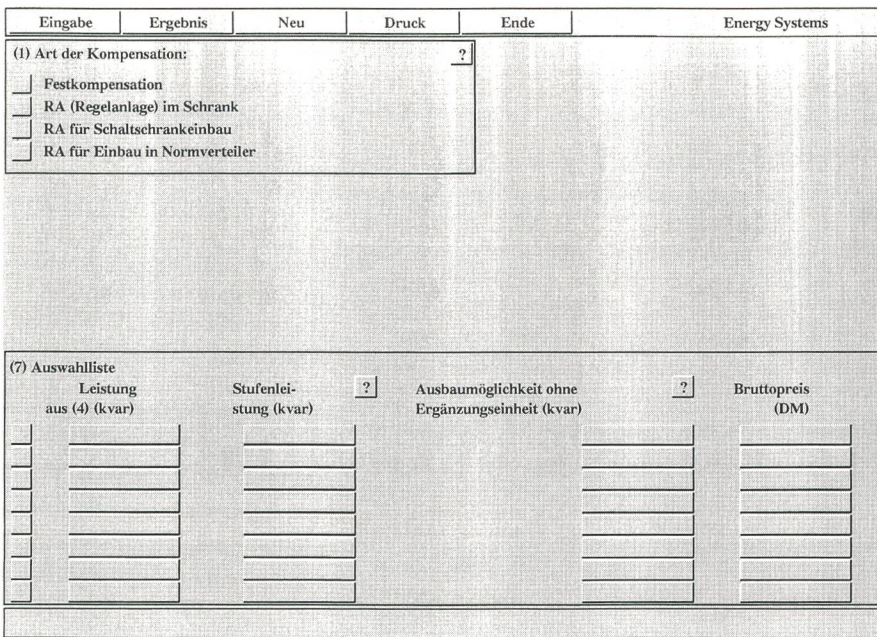 Eingabe Ergebnis Neu Druck Ende Energy Systems
(1) Art der Kompensation: ?
Festkompensation
RA (Regelanlage) im Schrank
RA für Schaltschrankeinbau
RA für Einbau in Normverteiler
(7) Auswahlliste
Leistung Stufenlei- ? Ausbaumöglichkeit ohne ? Bruttopreis
aus (4) (kvar) stung (kvar) Ergänzungseinheit (kvar) (DM)